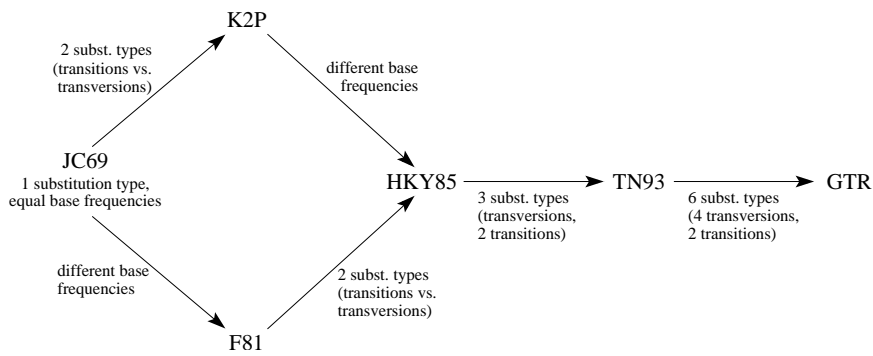 K2P
2 subst. types
(transitions vs.
transversions)
different base
frequencies
JC69
1 substitution type,
equal base frequencies
HKY85
3 subst. types
(transversions,
2 transitions)
TN93
6 subst. types
(4 transversions,
2 transitions)
GTR
different base
frequencies
2 subst. types
(transitions vs.
transversions)
F81